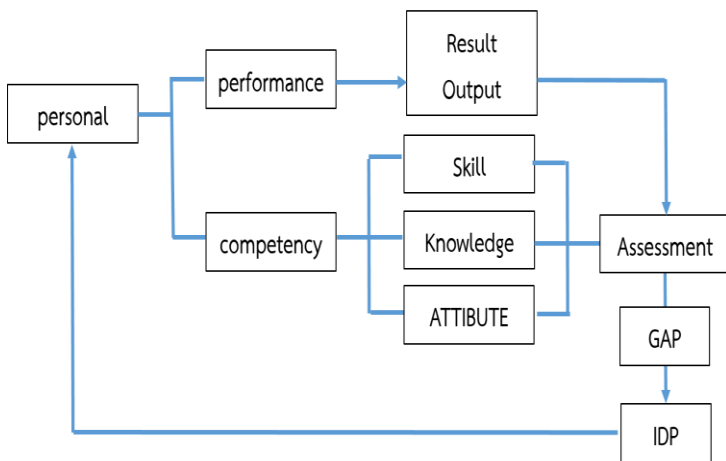 Result
Output
performance
personal
Skill
competency
Knowledge
Assessment
ATTIBUTE
GAP
IDP